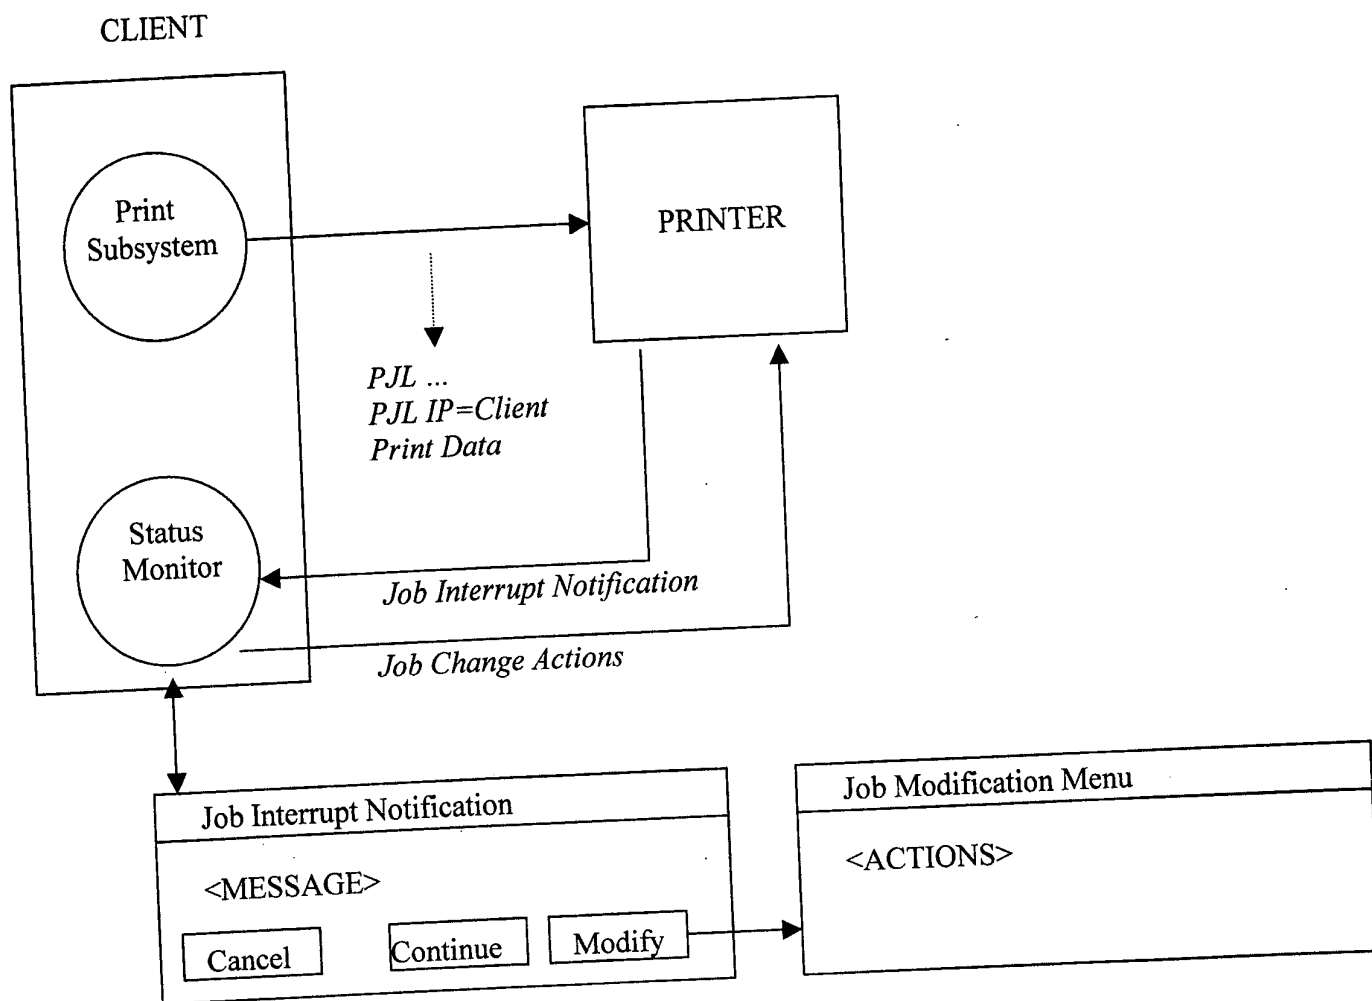 CLIENT
Print
Subsystem
PRINTER
PJL ...
PJL IP=Client
Print Data
Status
Monitor
Job Interrupt Notification
Job Change Actions
Job Interrupt Notification
<MESSAGE>
Cancel
Continue
Modify
Job Modification Menu
<ACTIONS>